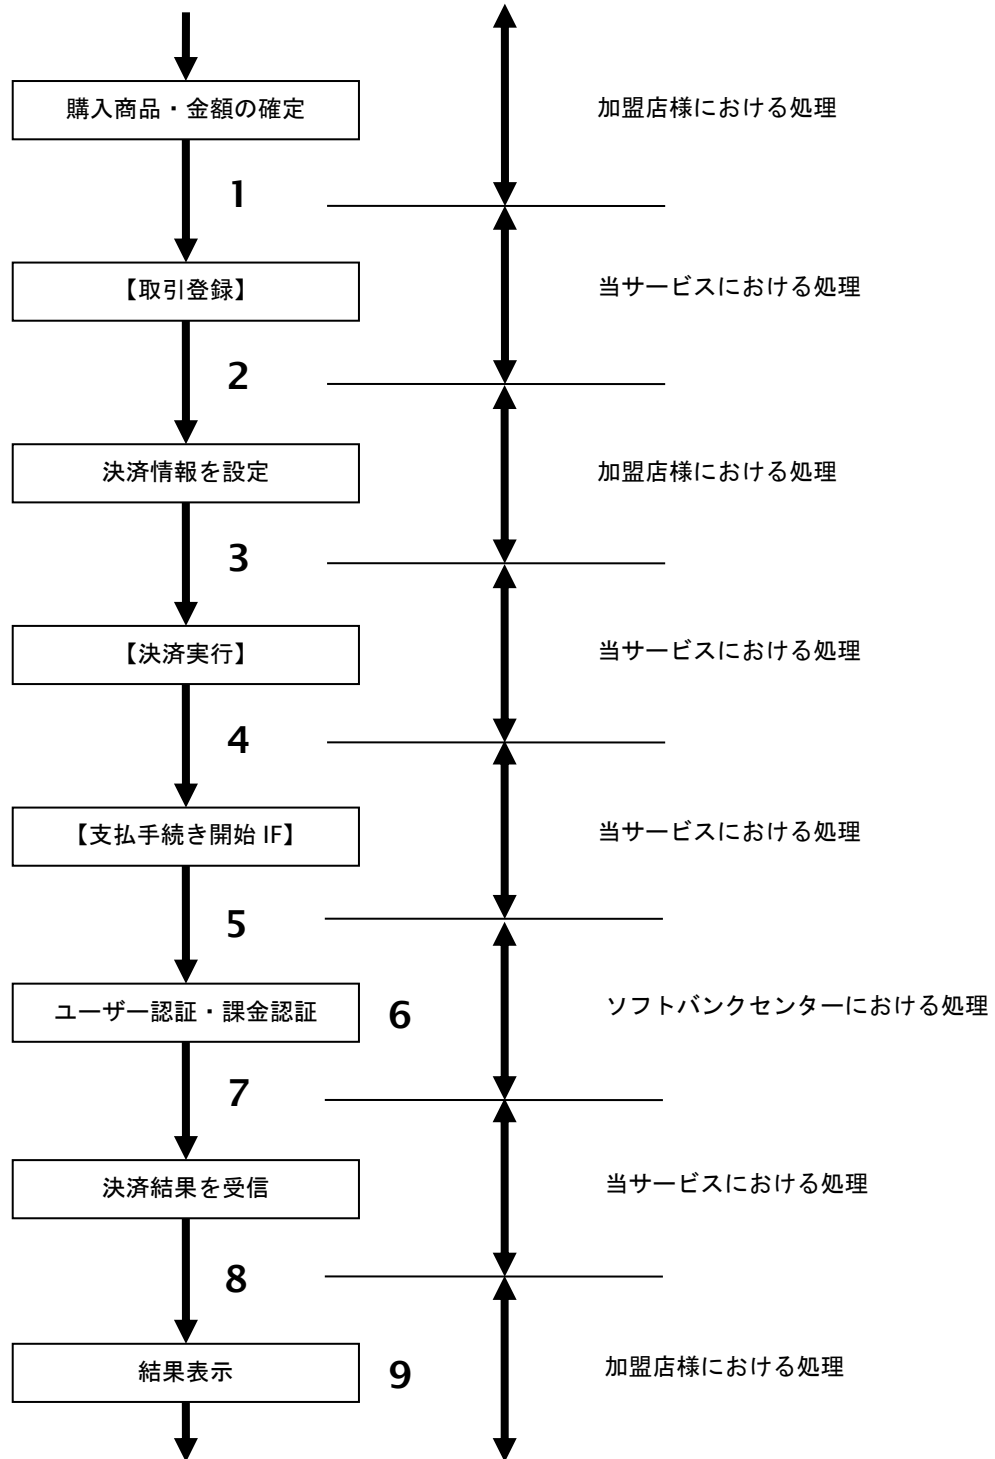 購入商品・金額の確定
加盟店様における処理
1
【取引登録】
当サービスにおける処理
2
決済情報を設定
加盟店様における処理
3
【決済実行】
当サービスにおける処理
4
【支払手続き開始 IF】
当サービスにおける処理
5
ユーザー認証・課金認証
6
ソフトバンクセンターにおける処理
7
決済結果を受信
当サービスにおける処理
8
結果表示
9
加盟店様における処理